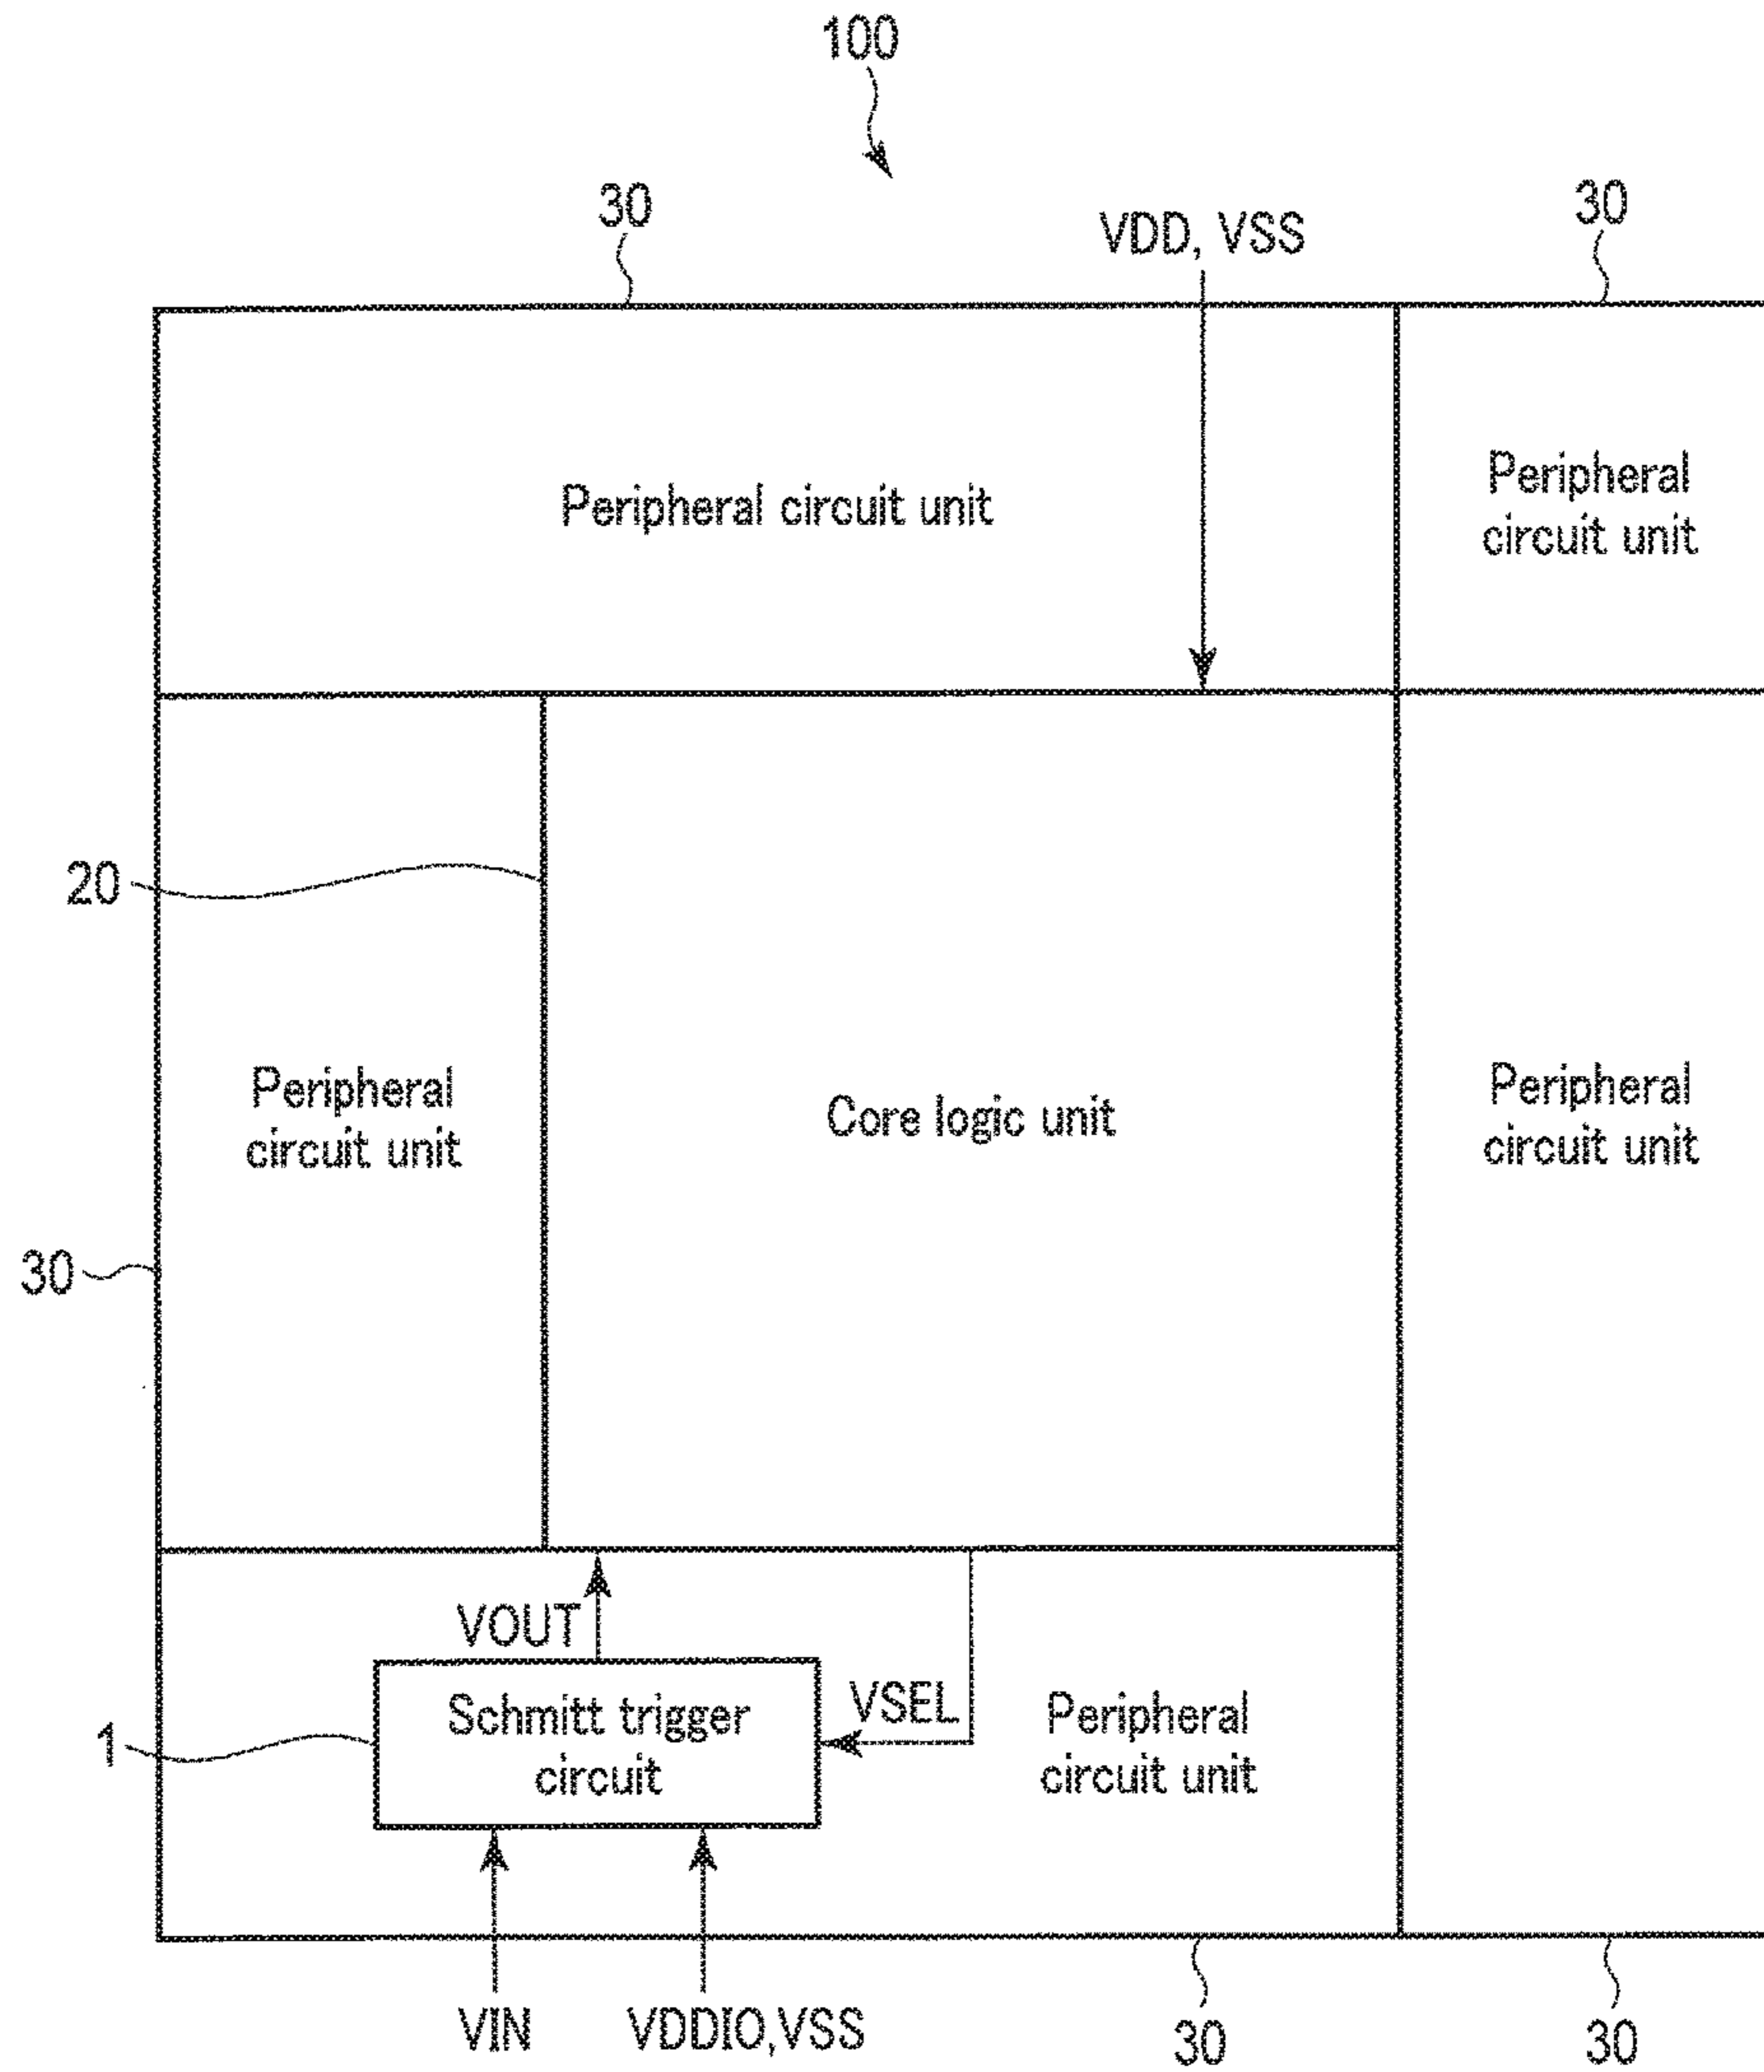 100
30
30
VDD, VSS
Peripheral circuit unit
Peripheral
circuit unit
20
Peripheral
circuit unit
Core logic unit
Peripheral
circuit unit
30
VOUT
VSEL
Schmitt trigger
circuit
1
Peripheral
circuit unit
VIN
VDDIO,VSS
30
30